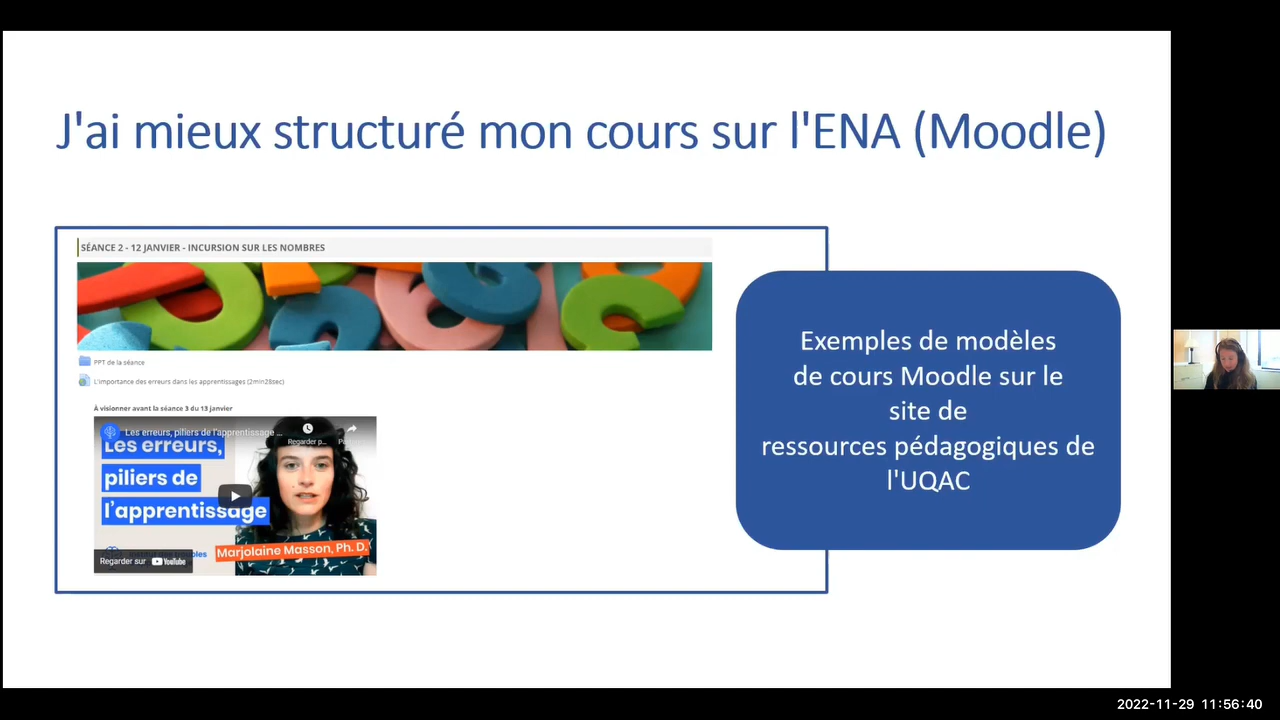 J'ai mieux structuré mon cours sur l'ENA (Moodle)
SÉANCE 2 - 12 JANVIER - INCURSION SUR LES NOMBRES
PPT de la séance
L'importance des erreurs dans les apprentissages (2min28sec)
À visionner avant la séance 3 du 13 janvier
Les erreurs, piliers de l'apprentissage ...
Regarder p...
Les erreurs,
piliers de
l'apprentissage
Marjolaine Masson, Ph. D.
Regarder sur YouTube
Exemples de modèles
de cours Moodle sur le
site de
ressources pédagogiques de
l'UQAC
2022-11-29 11:56:40